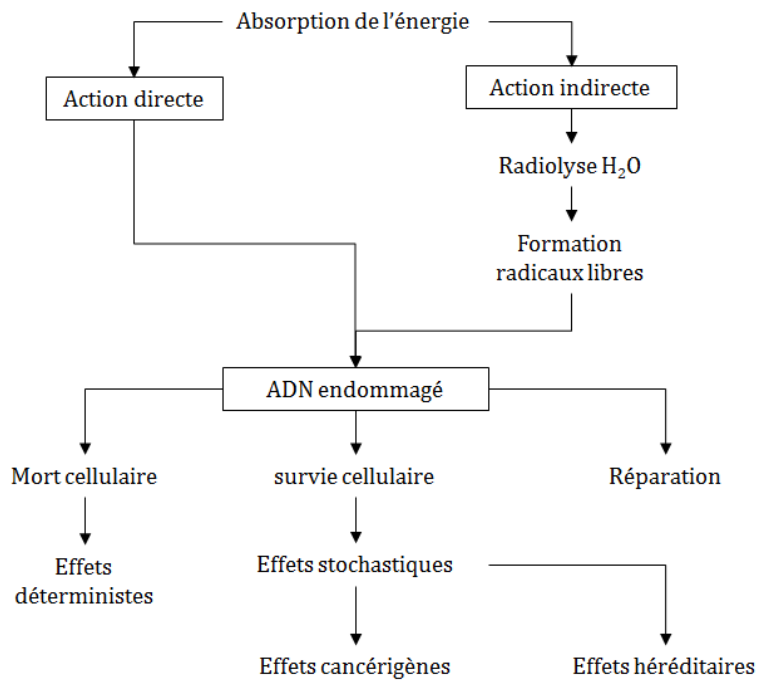 Absorption de l'énergie
Action directe
Action indirecte
Radiolyse H₂O
Formation
radicaux libres
ADN endommagé
Mort cellulaire
survie cellulaire
Réparation
Effets
déterministes
Effets stochastiques
Effets cancérigènes
Effets héréditaires